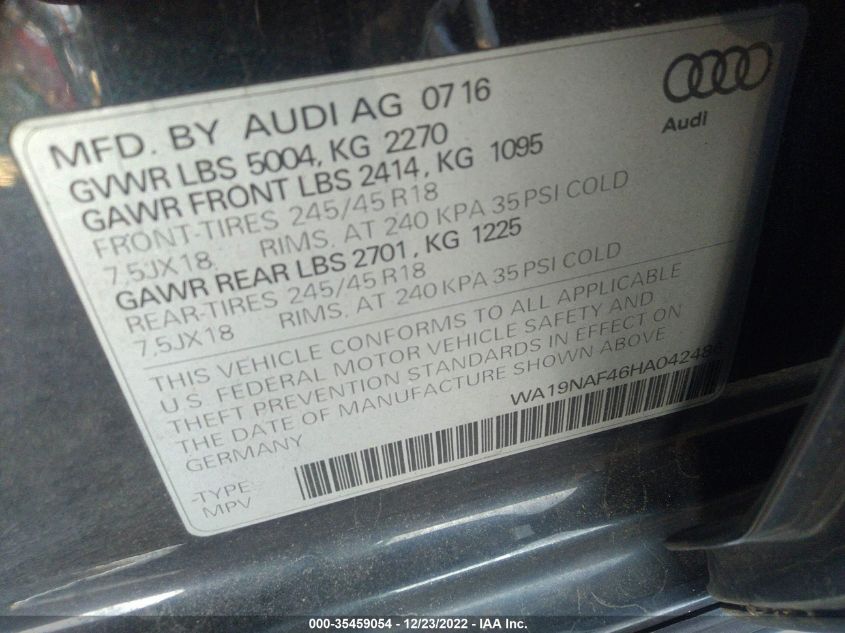 MFD. BY AUDI AG 0716
Audi
GVWR LBS 5004, KG 2270
GAWR FRONT LBS 2414, KG 1095
FRONT-TIRES 245/45 R18
7,5JX18, RIMS. AT 240 KPA 35 PSI COLD
GAWR REAR LBS 2701, KG 1225
REAR-TIRES 245/45 R18
7,5JX18 RIMS. AT 240 KPA 35 PSI COLD
THIS VEHICLE CONFORMS TO ALL APPLICABLE
U S FEDERAL MOTOR VEHICLE SAFETY AND
THEFT PREVENTION STANDARDS IN EFFECT ON
THE DATE OF MANUFACTURE SHOWN ABOVE
GERMANY
-TYPE:
MPV
000-35459054 - 12/23/2022 - IAA Inc.